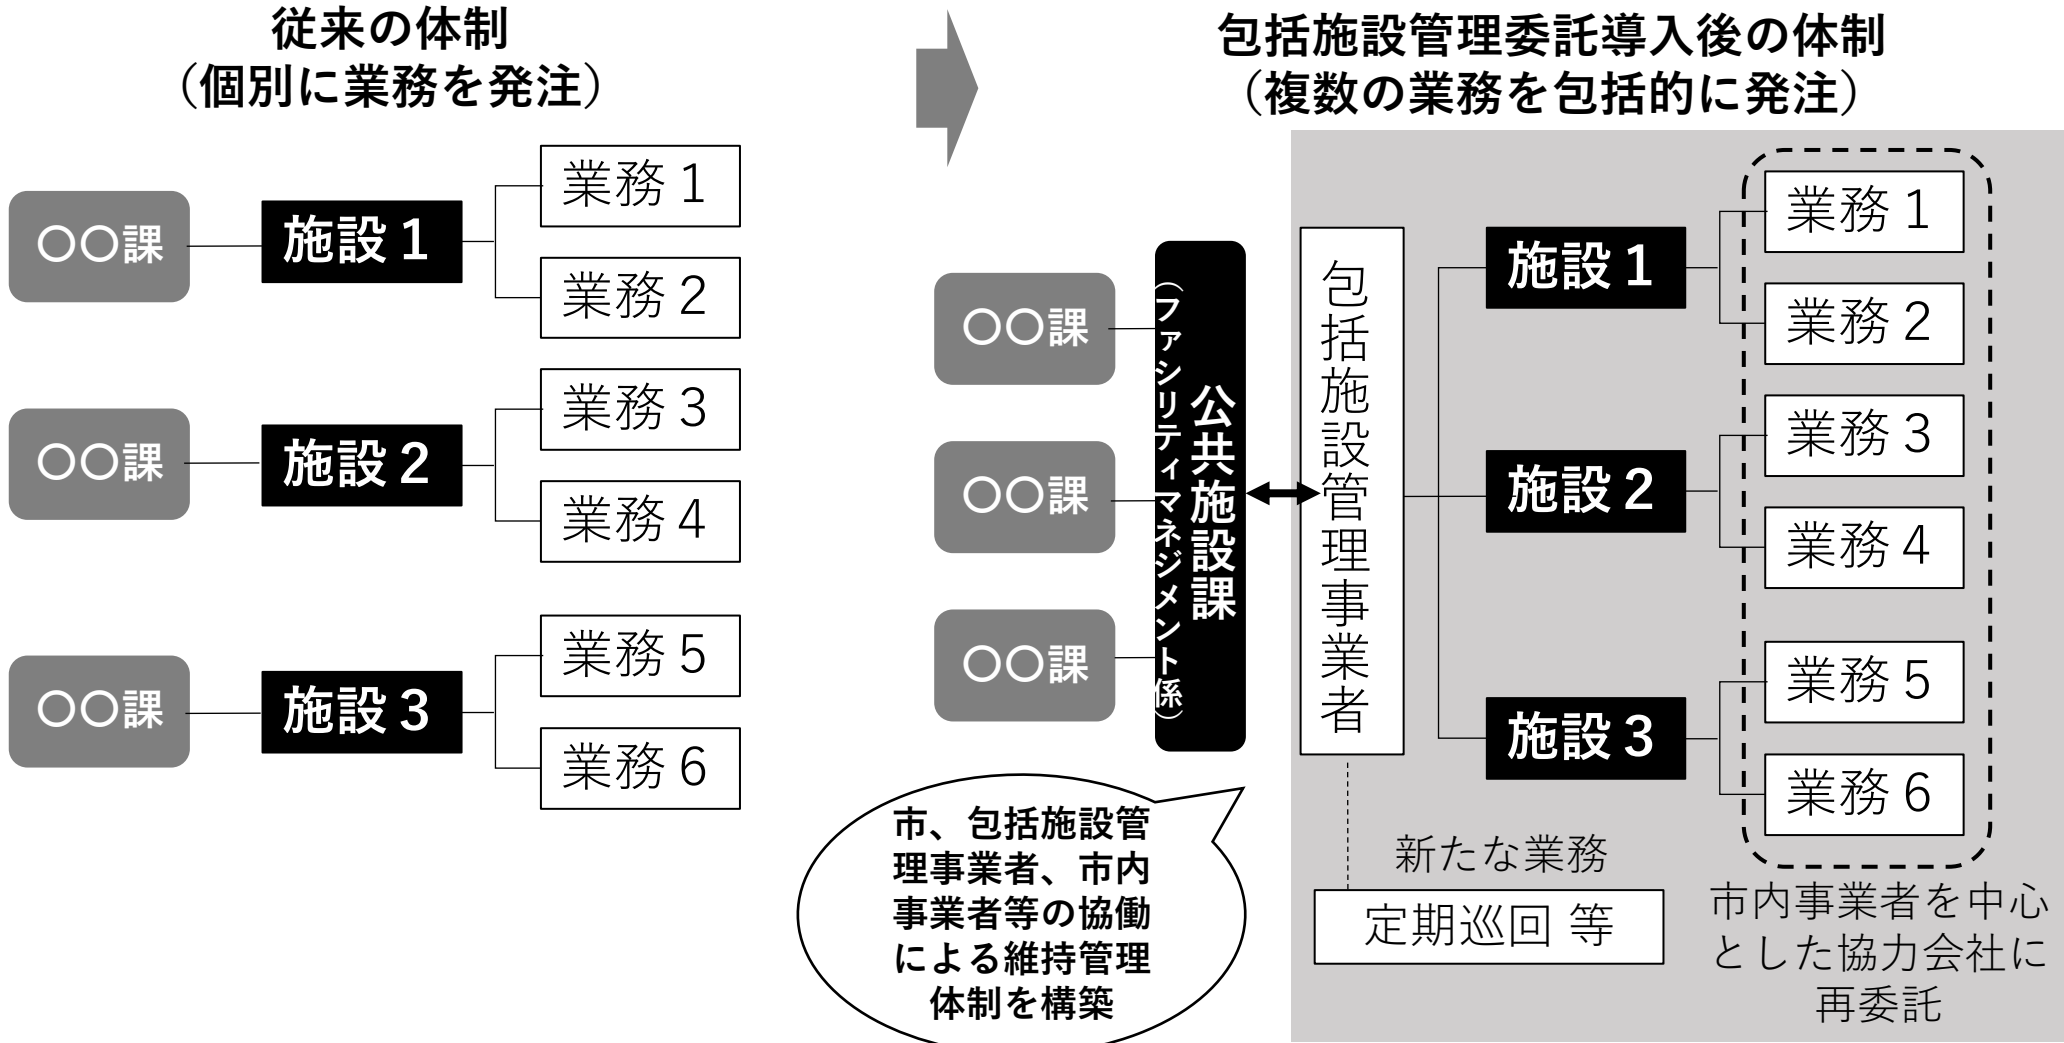 従来の体制
（個別に業務を発注）
〇〇課
施設１
業務１
業務２
〇〇課
施設２
業務３
業務４
〇〇課
施設３
業務５
業務６
包括施設管理委託導入後の体制
（複数の業務を包括的に発注）
〇〇課
〇〇課
〇〇課
公共施設課
（ファシリティマネジメント係）
包括施設管理事業者
施設１
業務１
業務２
施設２
業務３
業務４
施設３
業務５
業務６
新たな業務
定期巡回 等
市内事業者を中心
とした協力会社に
再委託
市、包括施設管
理事業者、市内
事業者等の協働
による維持管理
体制を構築